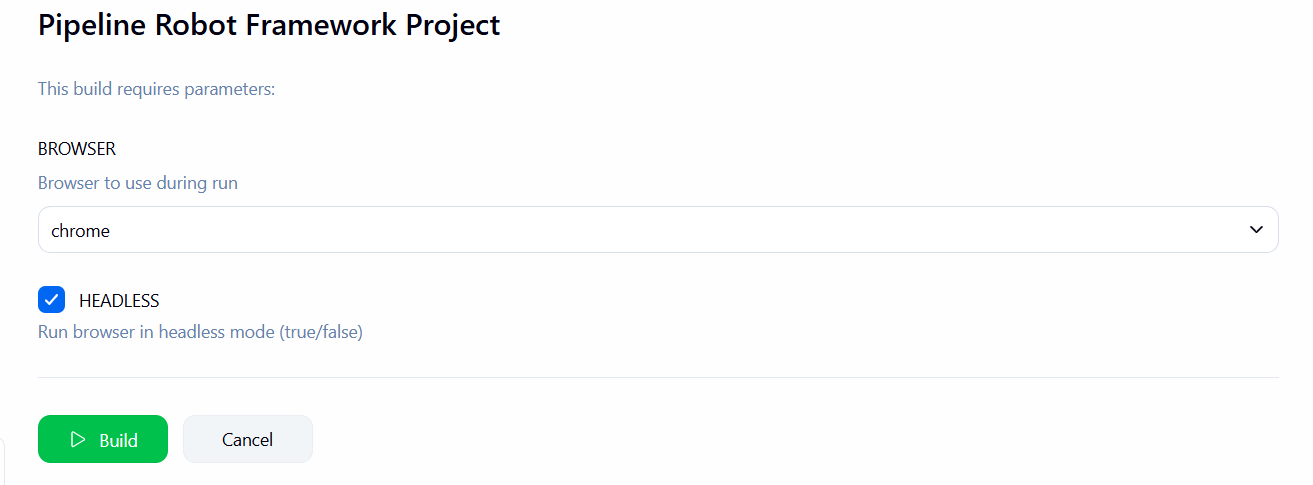 Pipeline Robot Framework Project
This build requires parameters:
BROWSER
Browser to use during run
chrome
HEADLESS
Run browser in headless mode (true/false)
Build
Cancel